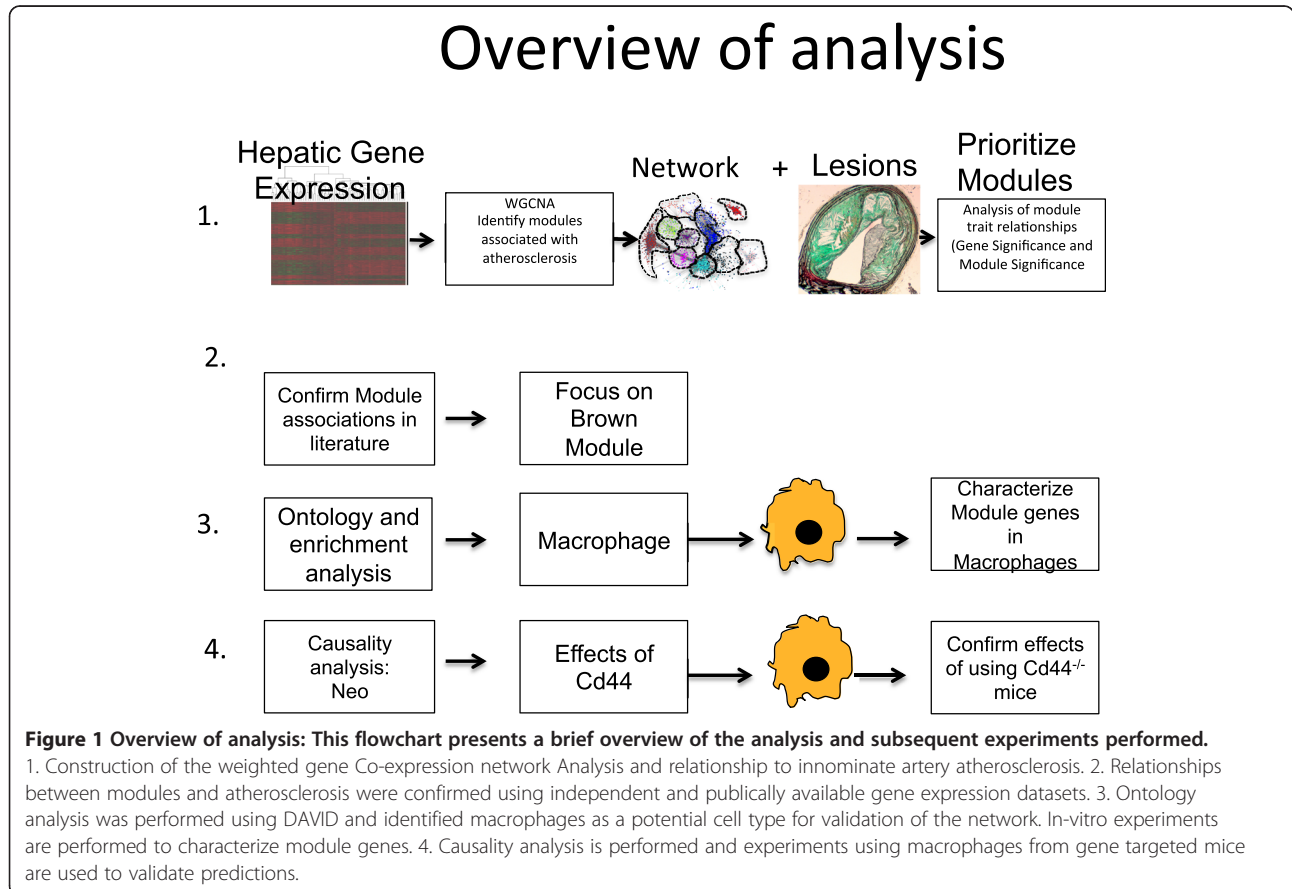 Overview of analysis
Hepatic Gene
Expression
Network + Lesions
Prioritize
Modules
1.
WGCNA
Identify modules
associated with
atherosclerosis
Analysis of module
trait relationships
(Gene Significance and
Module Significance
2.
Confirm Module
associations in
literature
Focus on
Brown
Module
3.
Ontology and
enrichment
analysis
Macrophage
Characterize
Module genes
in
Macrophages
4.
Causality
analysis:
Neo
Effects of
Cd44
Confirm effects
of using Cd44-/-
mice
Figure 1 Overview of analysis: This flowchart presents a brief overview of the analysis and subsequent experiments performed.
1. Construction of the weighted gene Co-expression network Analysis and relationship to innominate artery atherosclerosis. 2. Relationships
between modules and atherosclerosis were confirmed using independent and publically available gene expression datasets. 3. Ontology
analysis was performed using DAVID and identified macrophages as a potential cell type for validation of the network. In-vitro experiments
are performed to characterize module genes. 4. Causality analysis is performed and experiments using macrophages from gene targeted mice
are used to validate predictions.